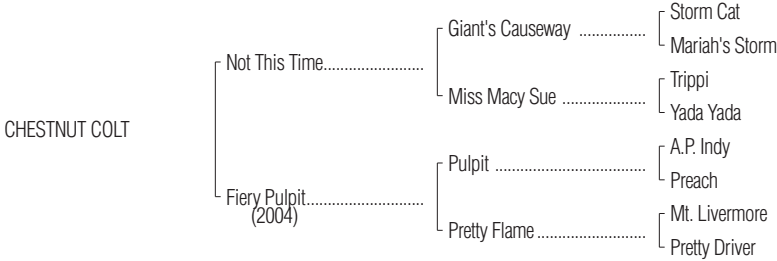 Storm Cat
Giant's Causeway ................
Mariah's Storm
Not This Time........................
Trippi
Miss Macy Sue ....................
Yada Yada
CHESTNUT COLT
A.P. Indy
Pulpit ....................................
Preach
Fiery Pulpit............................
(2004)
Mt. Livermore
Pretty Flame..........................
Pretty Driver